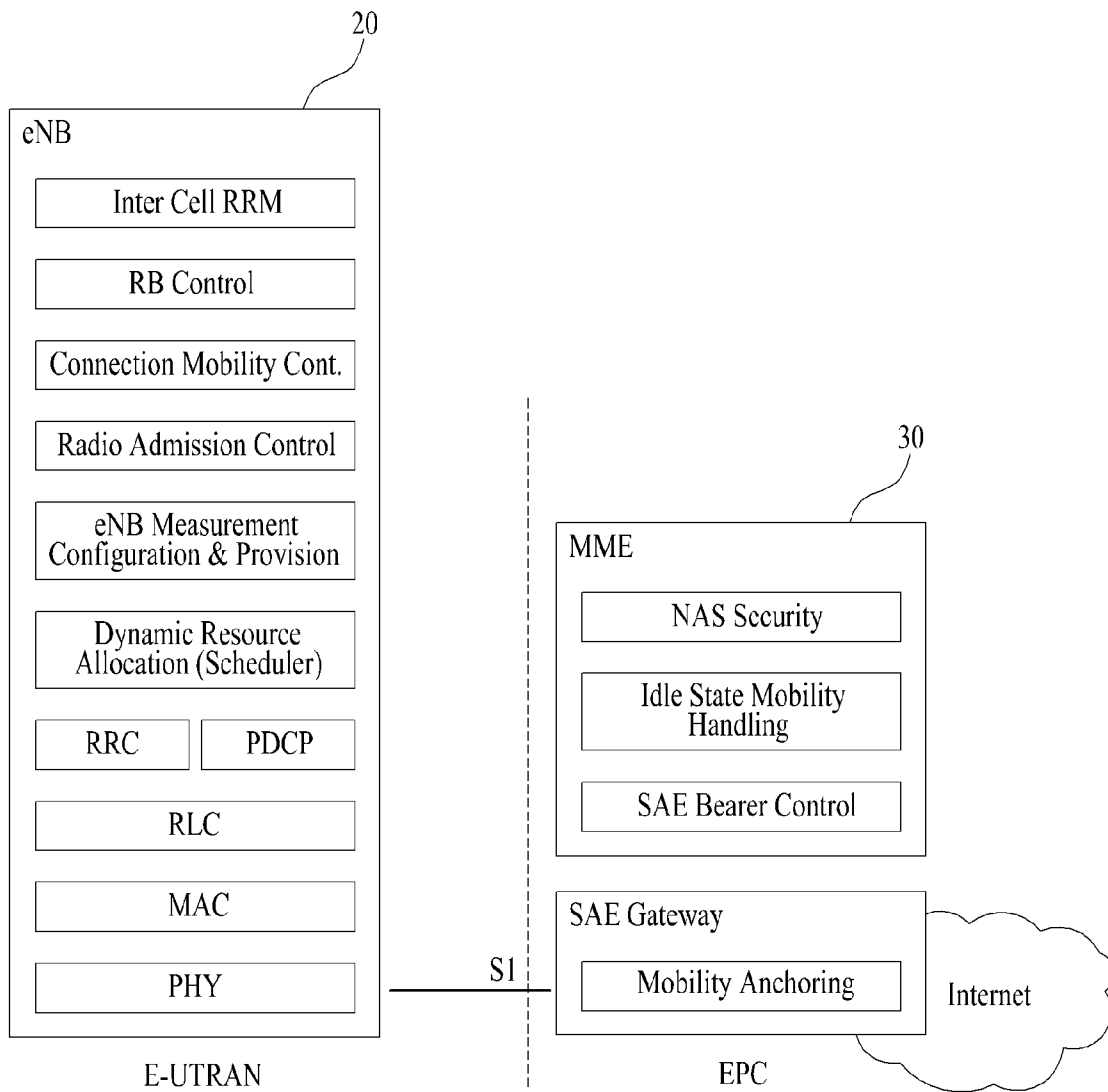 20
eNB
Inter Cell RRM
RB Control
Connection Mobility Cont.
Radio Admission Control
eNB Measurement
Configuration & Provision
Dynamic Resource
Allocation (Scheduler)
RRC
PDCP
RLC
MAC
PHY
E-UTRAN
S1
30
MME
NAS Security
Idle State Mobility
Handling
SAE Bearer Control
SAE Gateway
Mobility Anchoring
Internet
EPC